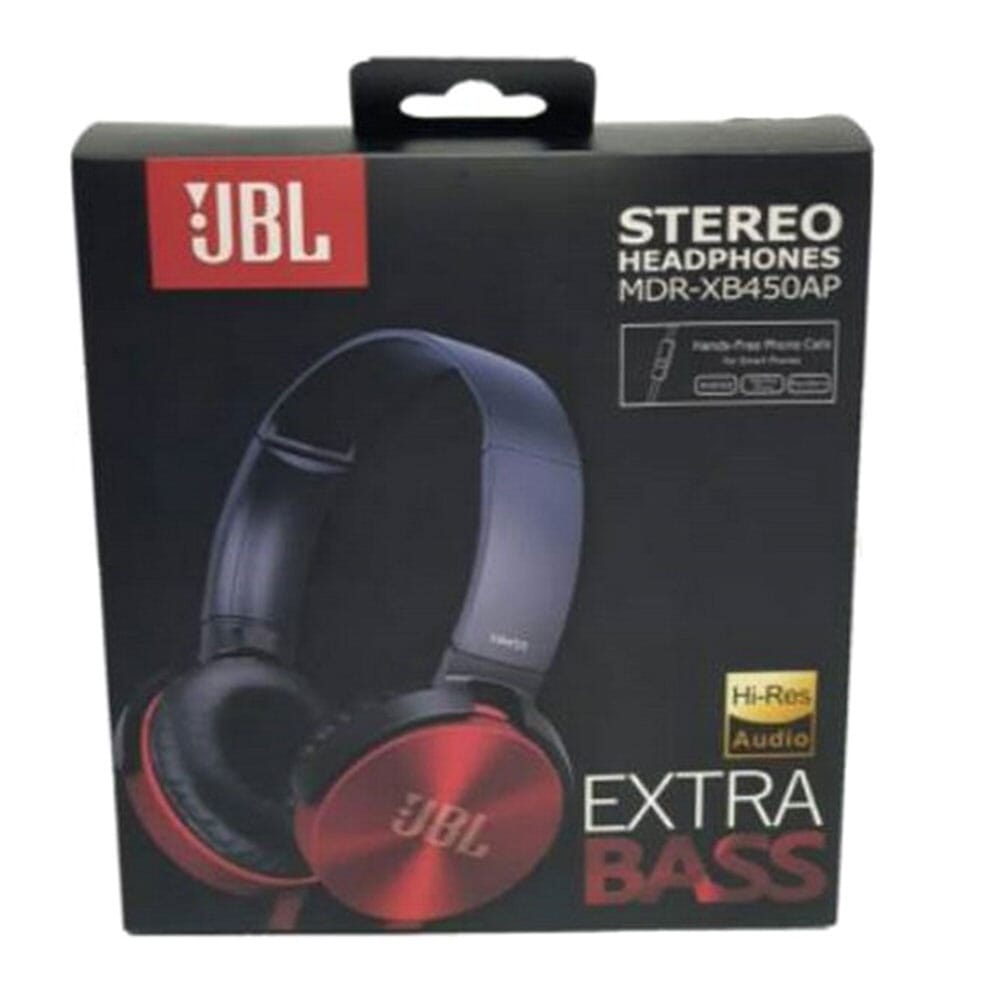 JBL
STEREO
HEADPHONES
MDR-XB450AP
Hands-Free Phone Calls
for Smart Phones
Hi-Res
Audio
JBL
EXTRA
BASS